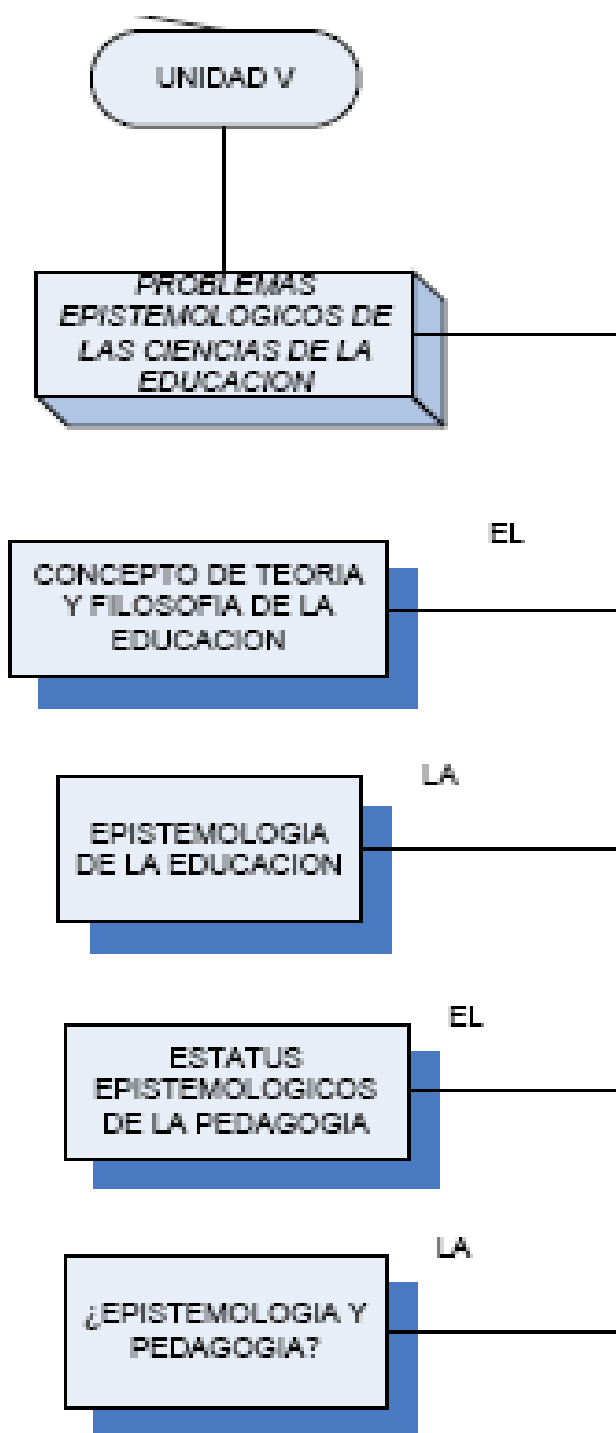 UNIDAD V
PROBLEMAS
EPISTEMOLOGICOS DE
LAS CIENCIAS DE LA
EDUCACION
EL
CONCEPTO DE TEORIA
Y FILOSOFIA DE LA
EDUCACION
LA
EPISTEMOLOGIA
DE LA EDUCACION
EL
ESTATUS
EPISTEMOLOGICOS
DE LA PEDAGOGIA
LA
¿EPISTEMOLOGIA Y
PEDAGOGIA?